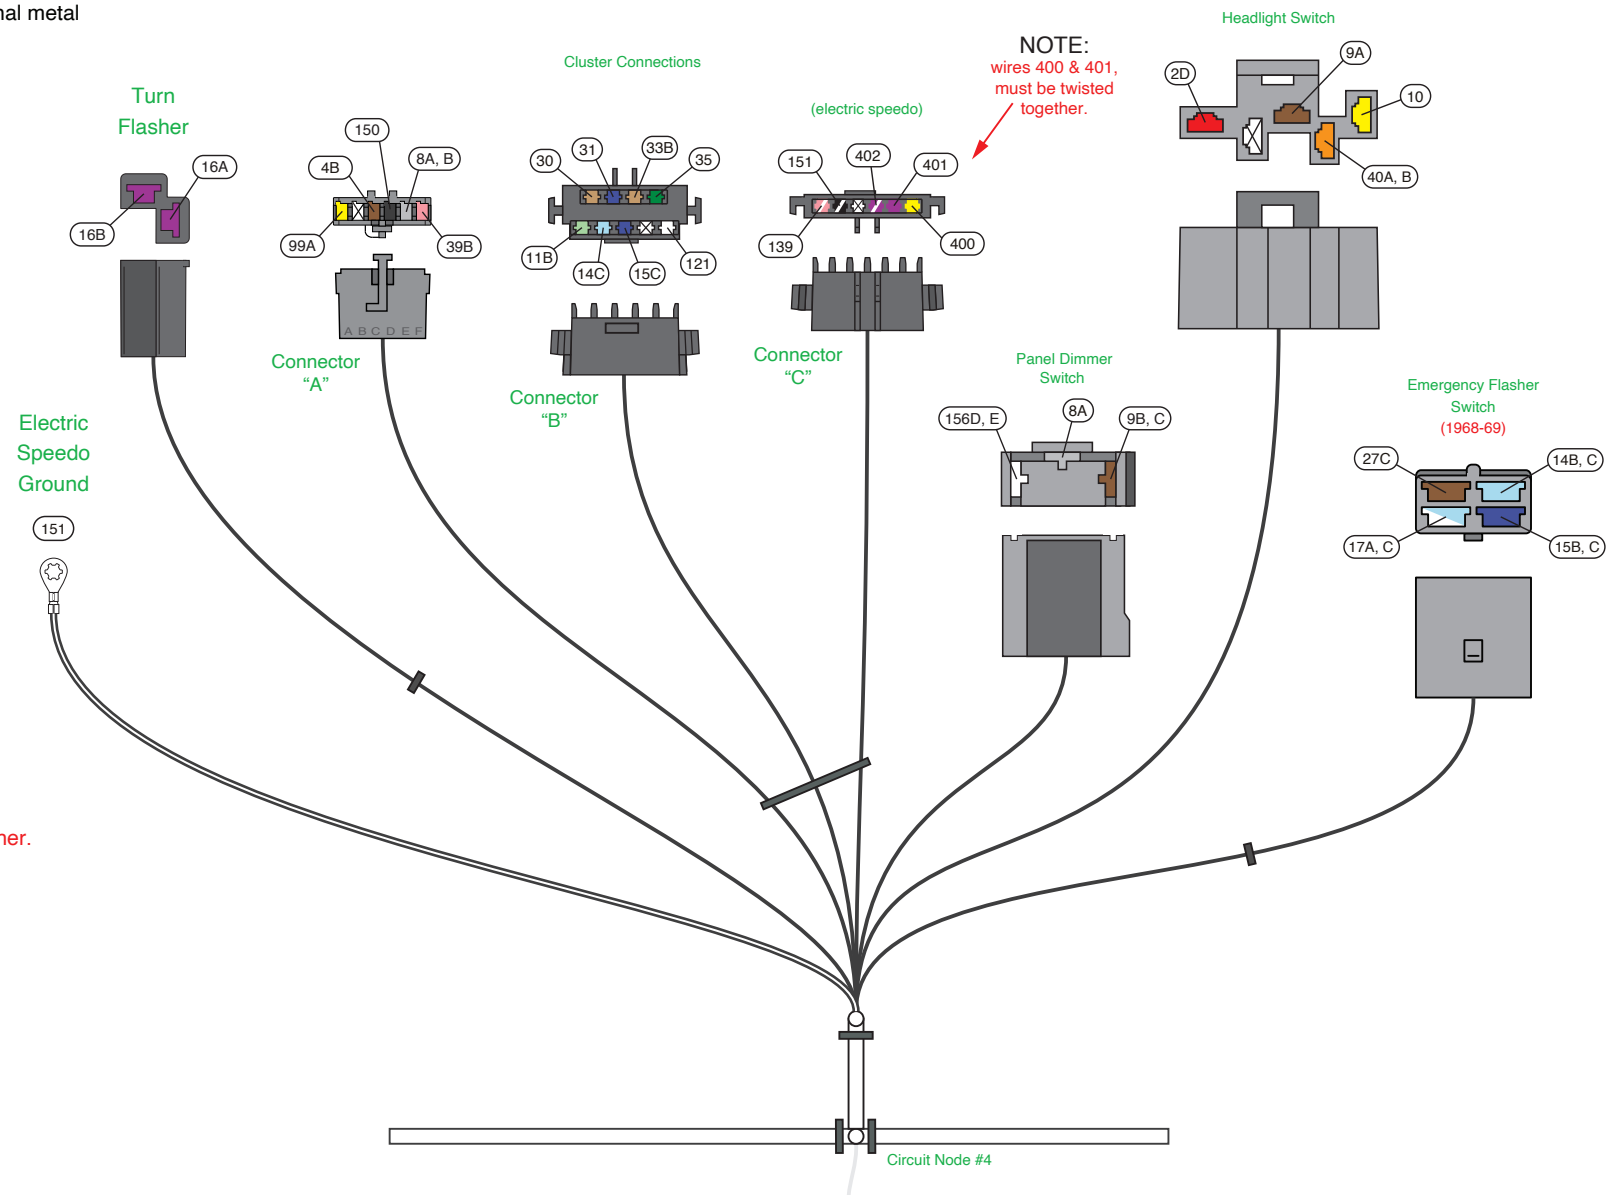 nal metal
Headlight Switch
2D
9A
10
40A, B
NOTE:
wires 400 & 401,
must be twisted
together.
Cluster Connections
(electric speedo)
Turn
Flasher
16A
16B
150
4B
8A, B
99A
39B
A B C D E F
Connector
“A”
30
31
33B
35
11B
14C
15C
121
Connector
“B”
151
402
401
139
400
Connector
“C”
Panel Dimmer
Switch
156D, E
8A
9B, C
Emergency Flasher
Switch
(1968-69)
27C
14B, C
17A, C
15B, C
Electric
Speedo
Ground
151
her.
Circuit Node #4